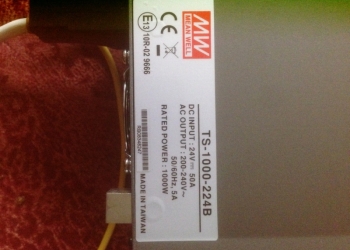 MW
MEAN WELL
E13 10R-02 9666
TS-1000-224B
DC INPUT : 24V⎓ 50A
AC OUTPUT : 200-240V~
50/60Hz, 5A
RATED POWER : 1000W
MADE IN TAIWAN